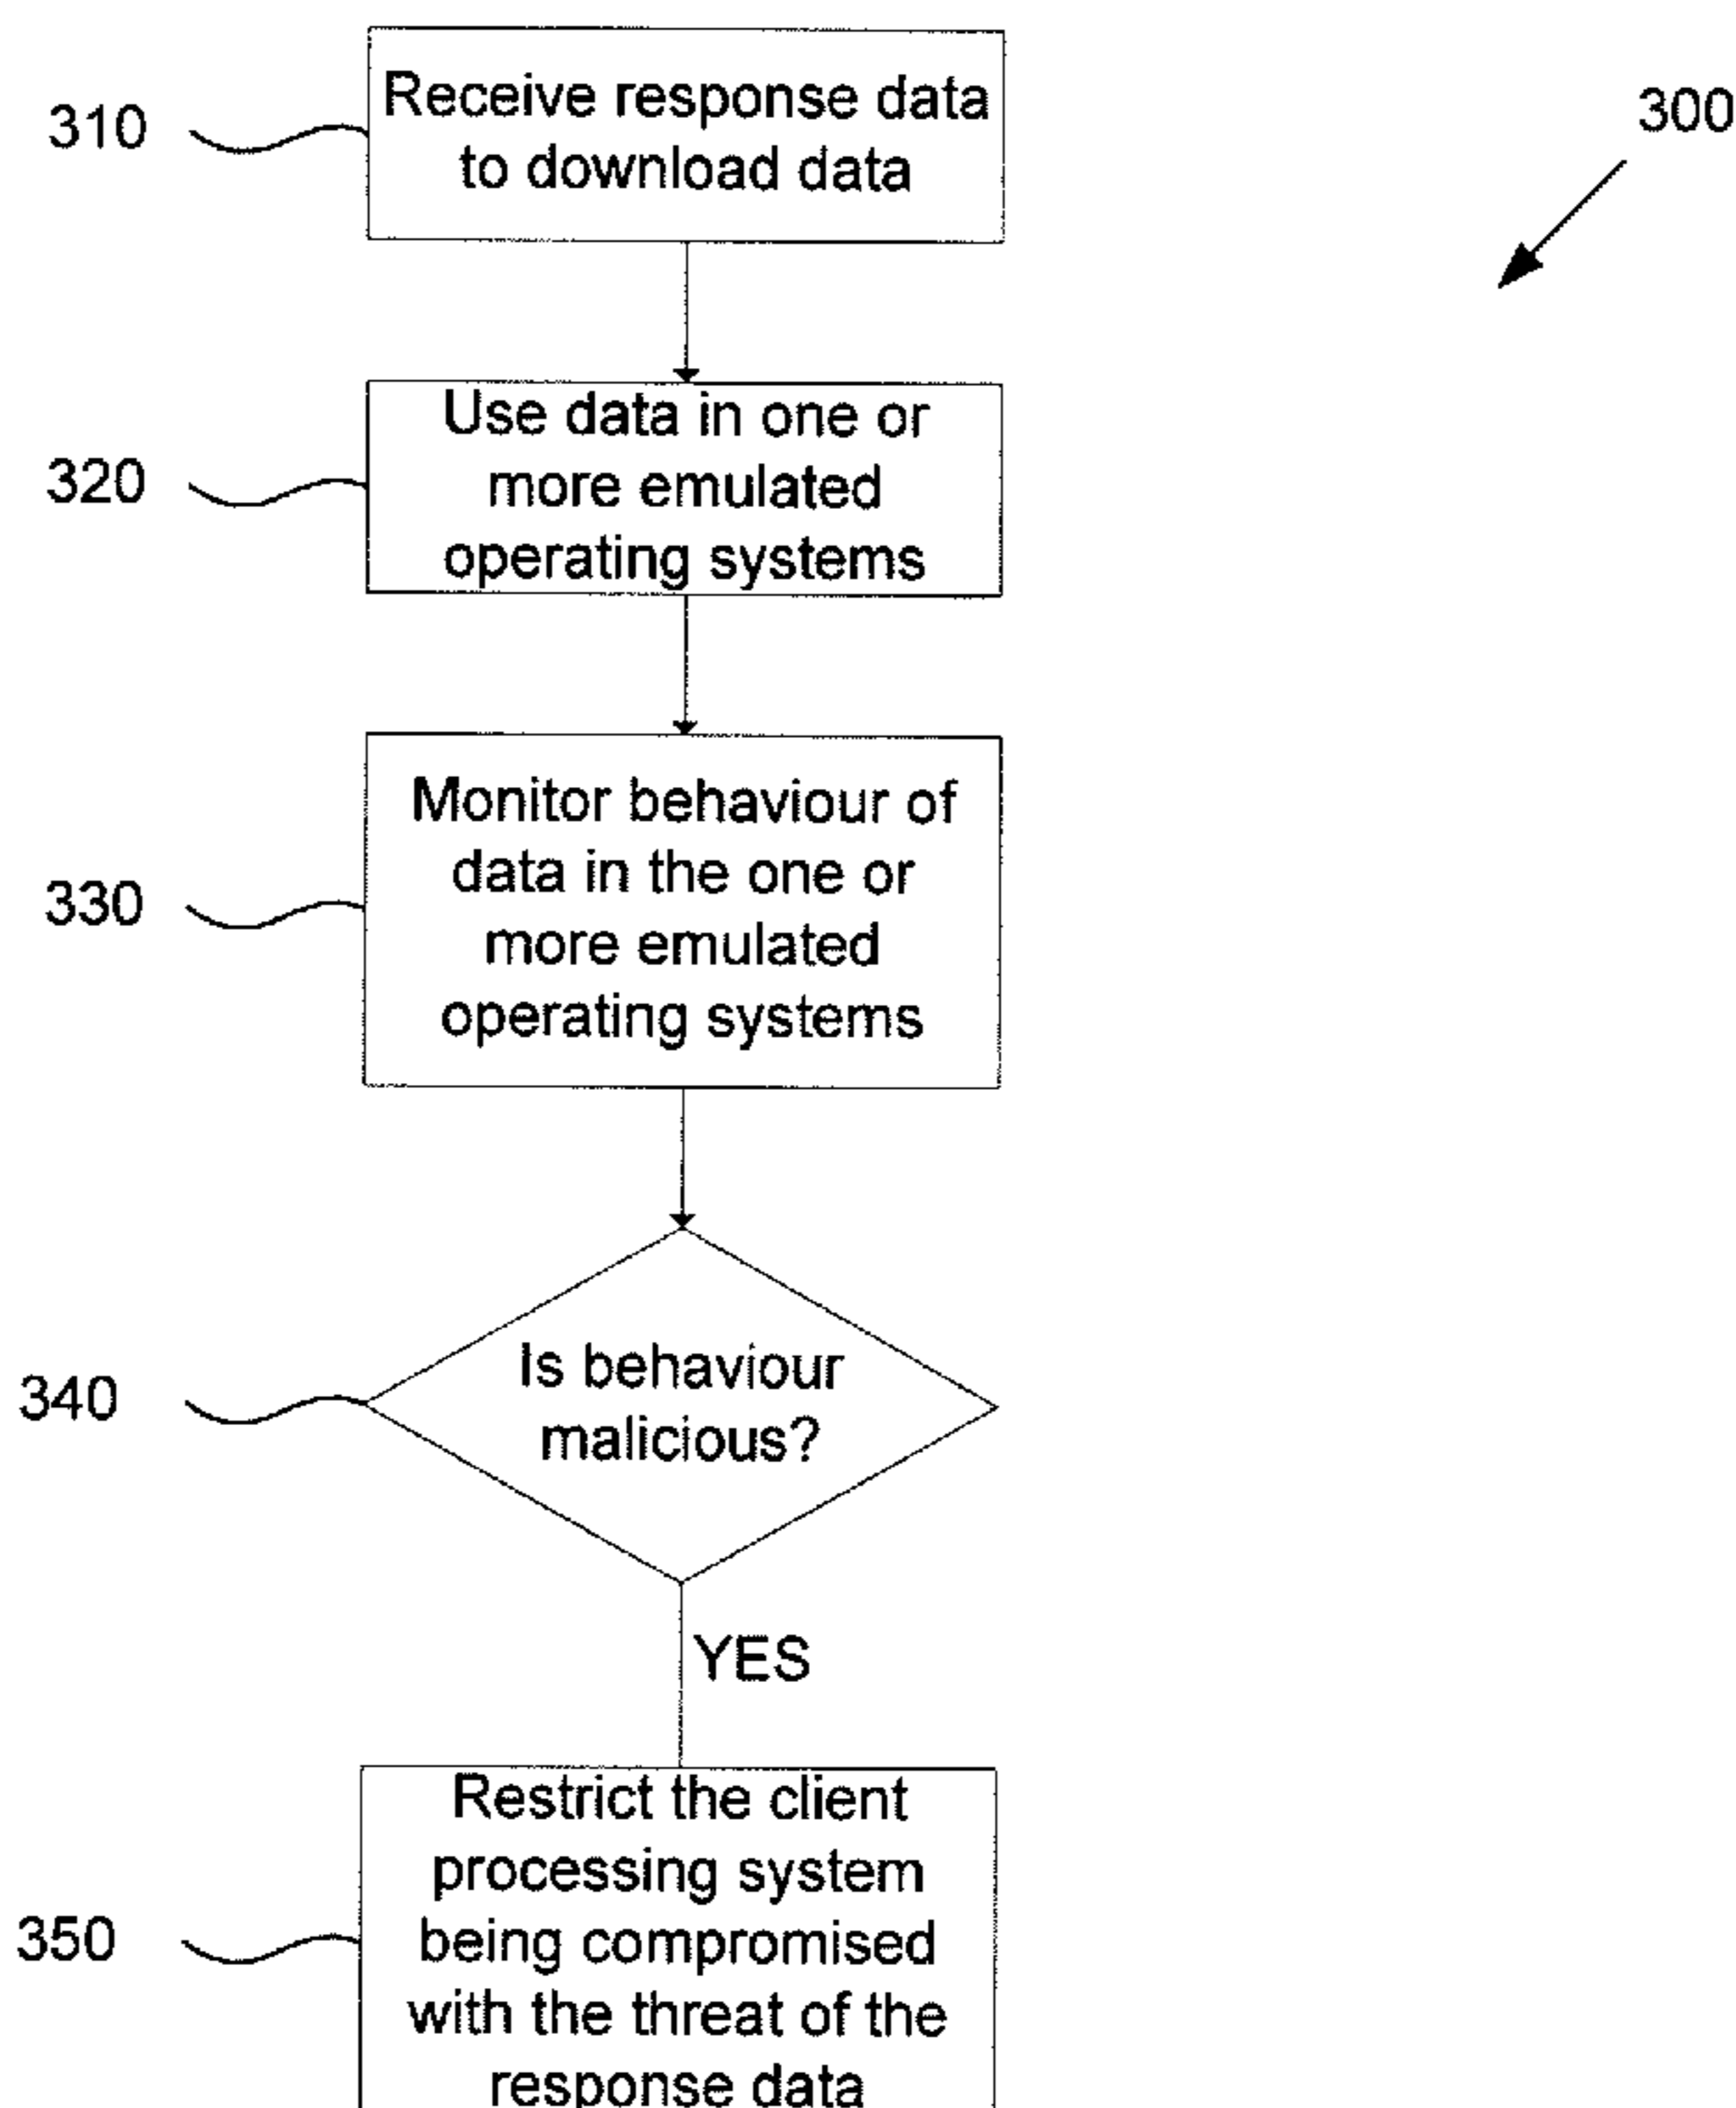 310
Receive response data
to download data
300
320
Use data in one or
more emulated
operating systems
330
Monitor behaviour of
data in the one or
more emulated
operating systems
340
Is behaviour
malicious?
YES
350
Restrict the client
processing system
being compromised
with the threat of the
response data